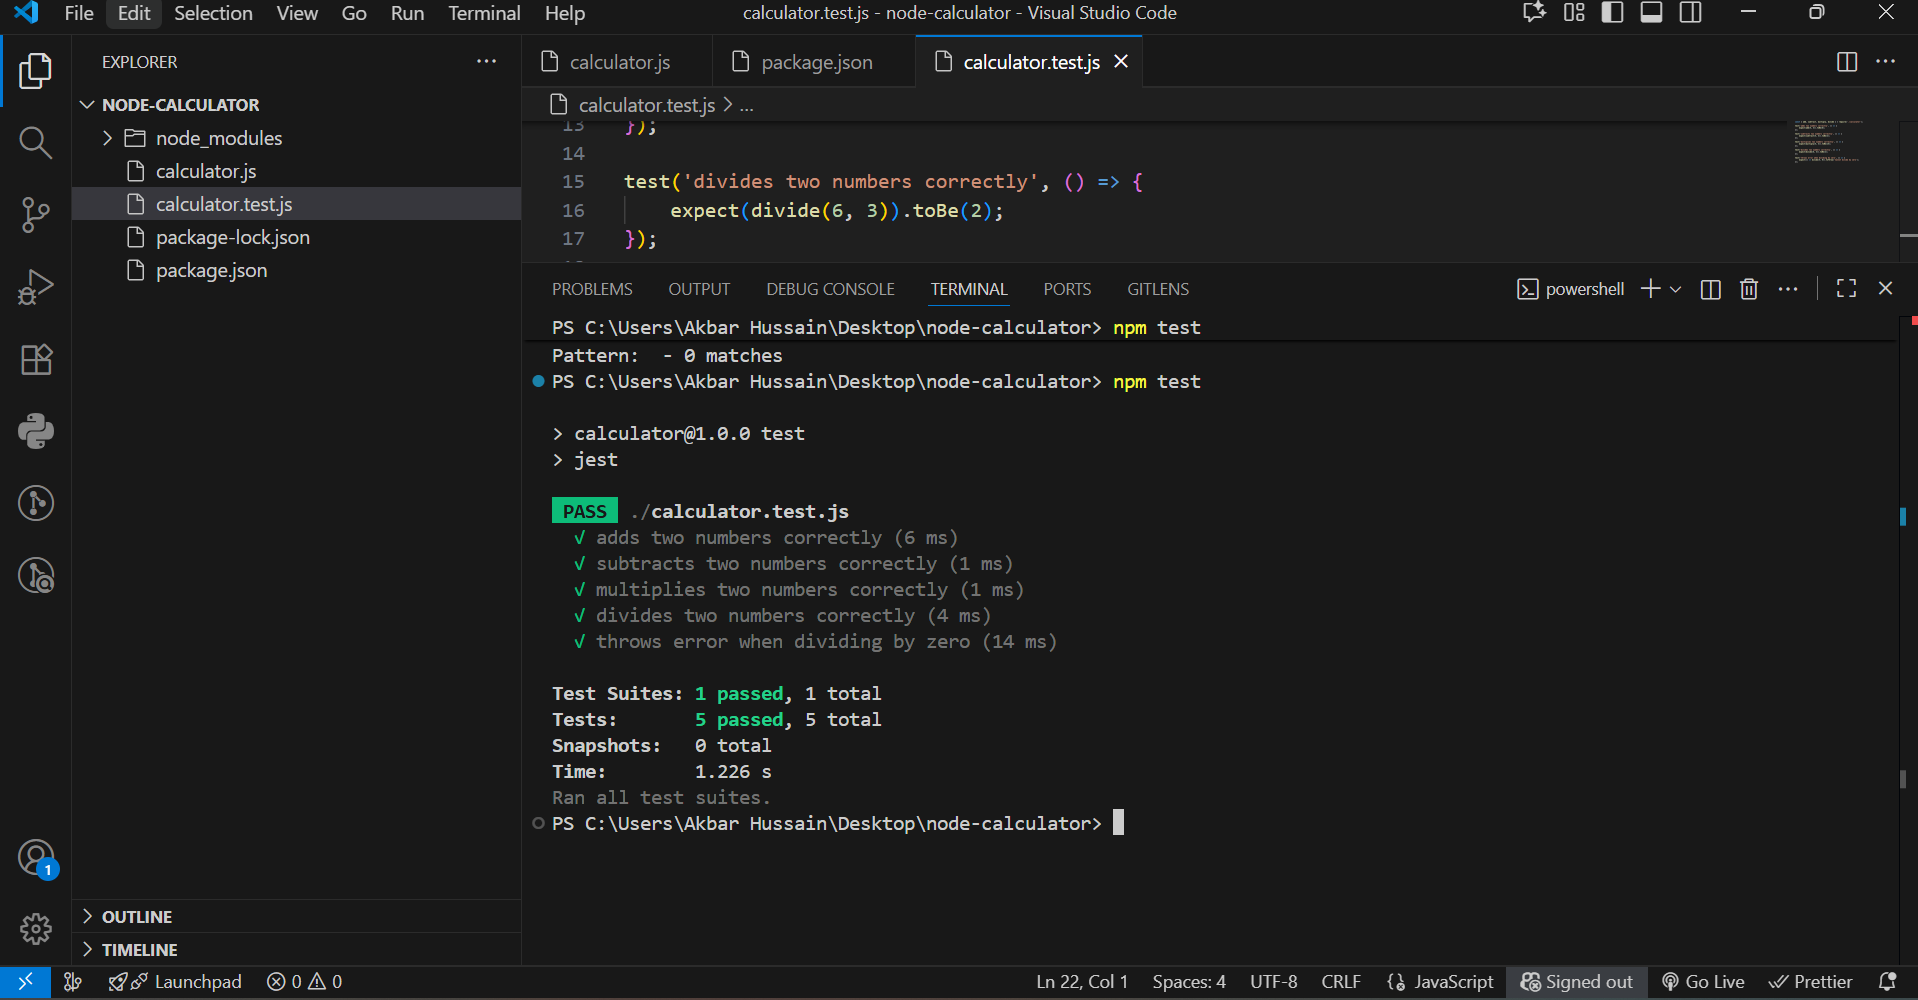 File Edit Selection View Go Run Terminal Help
calculator.test.js - node-calculator - Visual Studio Code
EXPLORER
NODE-CALCULATOR
node_modules
calculator.js
calculator.test.js
package-lock.json
package.json
OUTLINE
TIMELINE
calculator.js package.json calculator.test.js
calculator.test.js > ...
13 });
14
15 test('divides two numbers correctly', () => {
16 expect(divide(6, 3)).toBe(2);
17 });
PROBLEMS OUTPUT DEBUG CONSOLE TERMINAL PORTS GITLENS
powershell
PS C:\Users\Akbar Hussain\Desktop\node-calculator> npm test
Pattern:  - 0 matches
PS C:\Users\Akbar Hussain\Desktop\node-calculator> npm test
> calculator@1.0.0 test
> jest
PASS ./calculator.test.js
√ adds two numbers correctly (6 ms)
√ subtracts two numbers correctly (1 ms)
√ multiplies two numbers correctly (1 ms)
√ divides two numbers correctly (4 ms)
√ throws error when dividing by zero (14 ms)
Test Suites: 1 passed, 1 total
Tests: 5 passed, 5 total
Snapshots: 0 total
Time: 1.226 s
Ran all test suites.
PS C:\Users\Akbar Hussain\Desktop\node-calculator>
1
Launchpad 0 0
Ln 22, Col 1 Spaces: 4 UTF-8 CRLF {} JavaScript Signed out Go Live Prettier